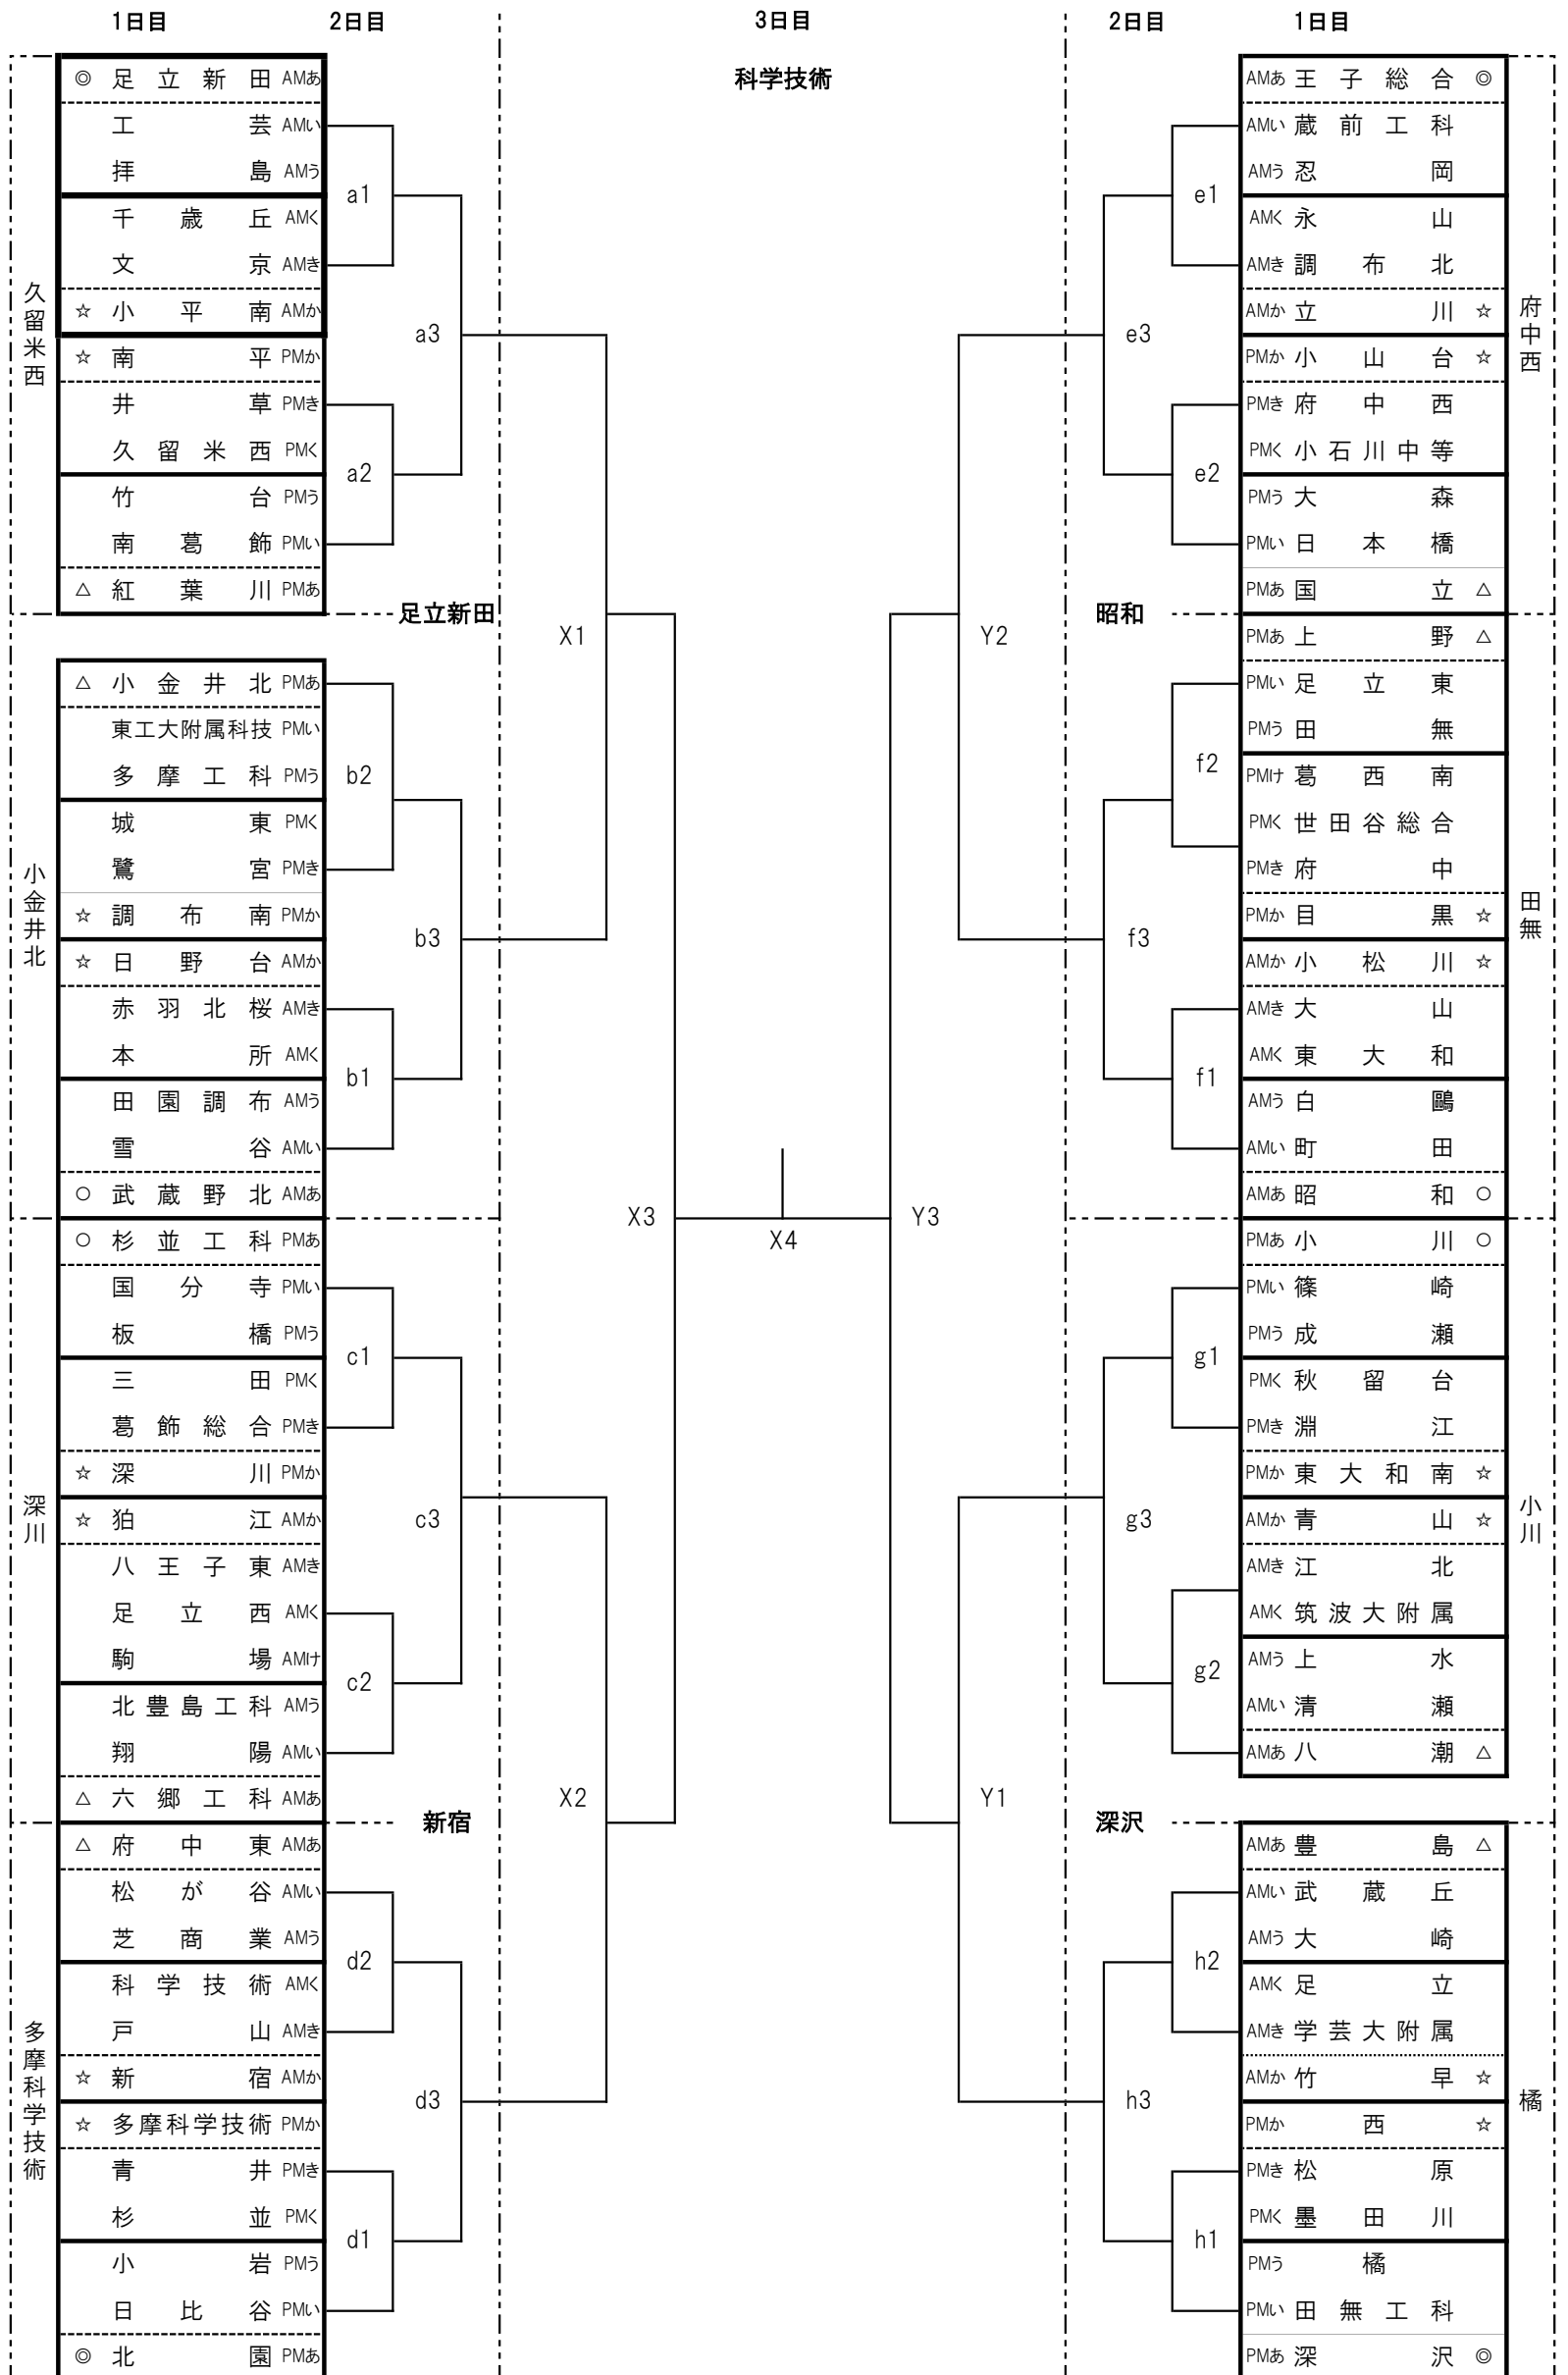 1日目 2日目 3日目 2日目 1日目
科学技術
久留米西
◎ 足立新田 AMあ
工芸 AMい
拝島 AMう
千歳丘 AMく
文京 AMき
☆ 小平南 AMか
☆ 南平 PMか
井草 PMき
久留米西 PMく
竹台 PMう
南葛飾 PMい
△ 紅葉川 PMあ
a1
a3
a2
足立新田
X1
小金井北
△ 小金井北 PMあ
東工大附属科技 PMい
多摩工科 PMう
城東 PMく
鷺宮 PMき
☆ 調布南 PMか
☆ 日野台 AMか
赤羽北桜 AMき
本所 AMく
田園調布 AMう
雪谷 AMい
○ 武蔵野北 AMあ
b2
b3
b1
X3
X4
Y3
深川
○ 杉並工科 PMあ
国分寺 PMい
板橋 PMう
三田 PMく
葛飾総合 PMき
☆ 深川 PMか
☆ 狛江 AMか
八王子東 AMき
足立西 AMく
駒場 AMけ
北豊島工科 AMう
翔陽 AMい
△ 六郷工科 AMあ
c1
c3
c2
新宿
X2
多摩科学技術
△ 府中東 AMあ
松が谷 AMい
芝商業 AMう
科学技術 AMく
戸山 AMき
☆ 新宿 AMか
☆ 多摩科学技術 PMか
青井 PMき
杉並 PMく
小岩 PMう
日比谷 PMい
◎ 北園 PMあ
d2
d3
d1
AMあ 王子総合 ◎
AMい 蔵前工科
AMう 忍岡
AMく 永山
AMき 調布北
AMか 立川 ☆
PMか 小山台 ☆
PMき 府中西
PMく 小石川中等
PMう 大森
PMい 日本橋
PMあ 国立 △
府中西
e1
e3
e2
昭和
Y2
PMあ 上野 △
PMい 足立東
PMう 田無
PMけ 葛西南
PMく 世田谷総合
PMき 府中
PMか 目黒 ☆
AMか 小松川 ☆
AMき 大山
AMく 東大和
AMう 白鷗
AMい 町田
AMあ 昭和 ○
田無
f2
f3
f1
PMあ 小川 ○
PMい 篠崎
PMう 成瀬
PMく 秋留台
PMき 淵江
PMか 東大和南 ☆
AMか 青山 ☆
AMき 江北
AMく 筑波大附属
AMう 上水
AMい 清瀬
AMあ 八潮 △
小川
g1
g3
g2
深沢
Y1
AMあ 豊島 △
AMい 武蔵丘
AMう 大崎
AMく 足立
AMき 学芸大附属
AMか 竹早 ☆
PMか 西 ☆
PMき 松原
PMく 墨田川
PMう 橘
PMい 田無工科
PMあ 深沢 ◎
橘
h2
h3
h1